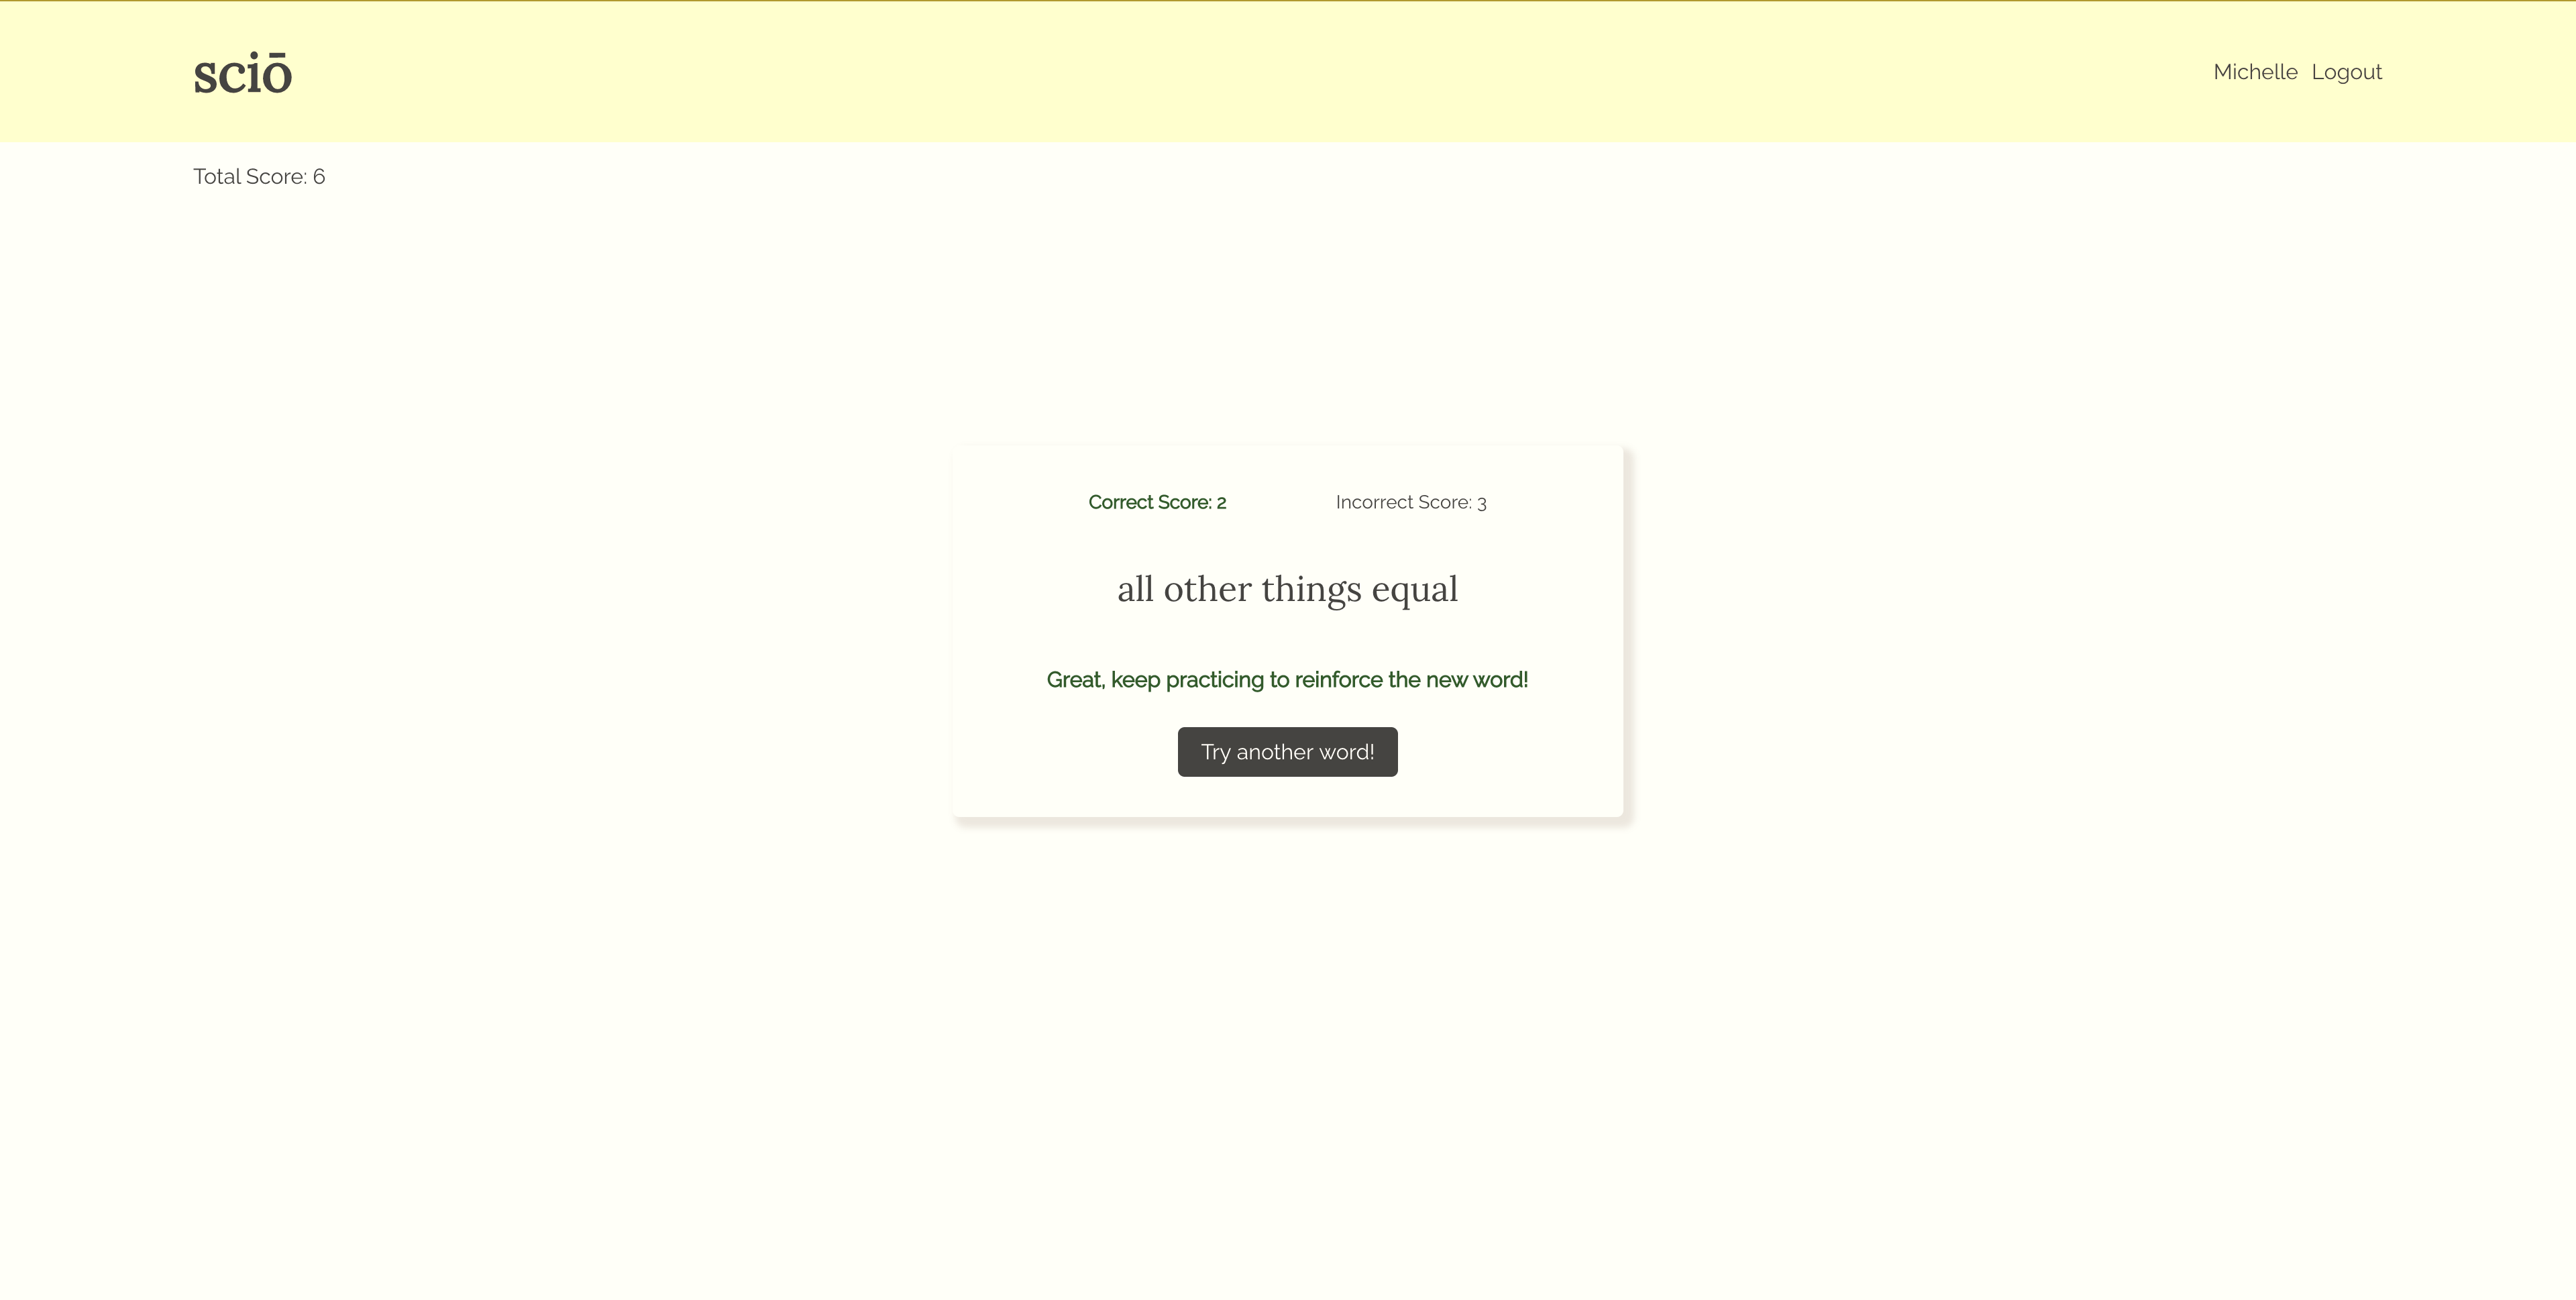 sciō
Michelle Logout
Total Score: 6
Correct Score: 2 Incorrect Score: 3
all other things equal
Great, keep practicing to reinforce the new word!
Try another word!